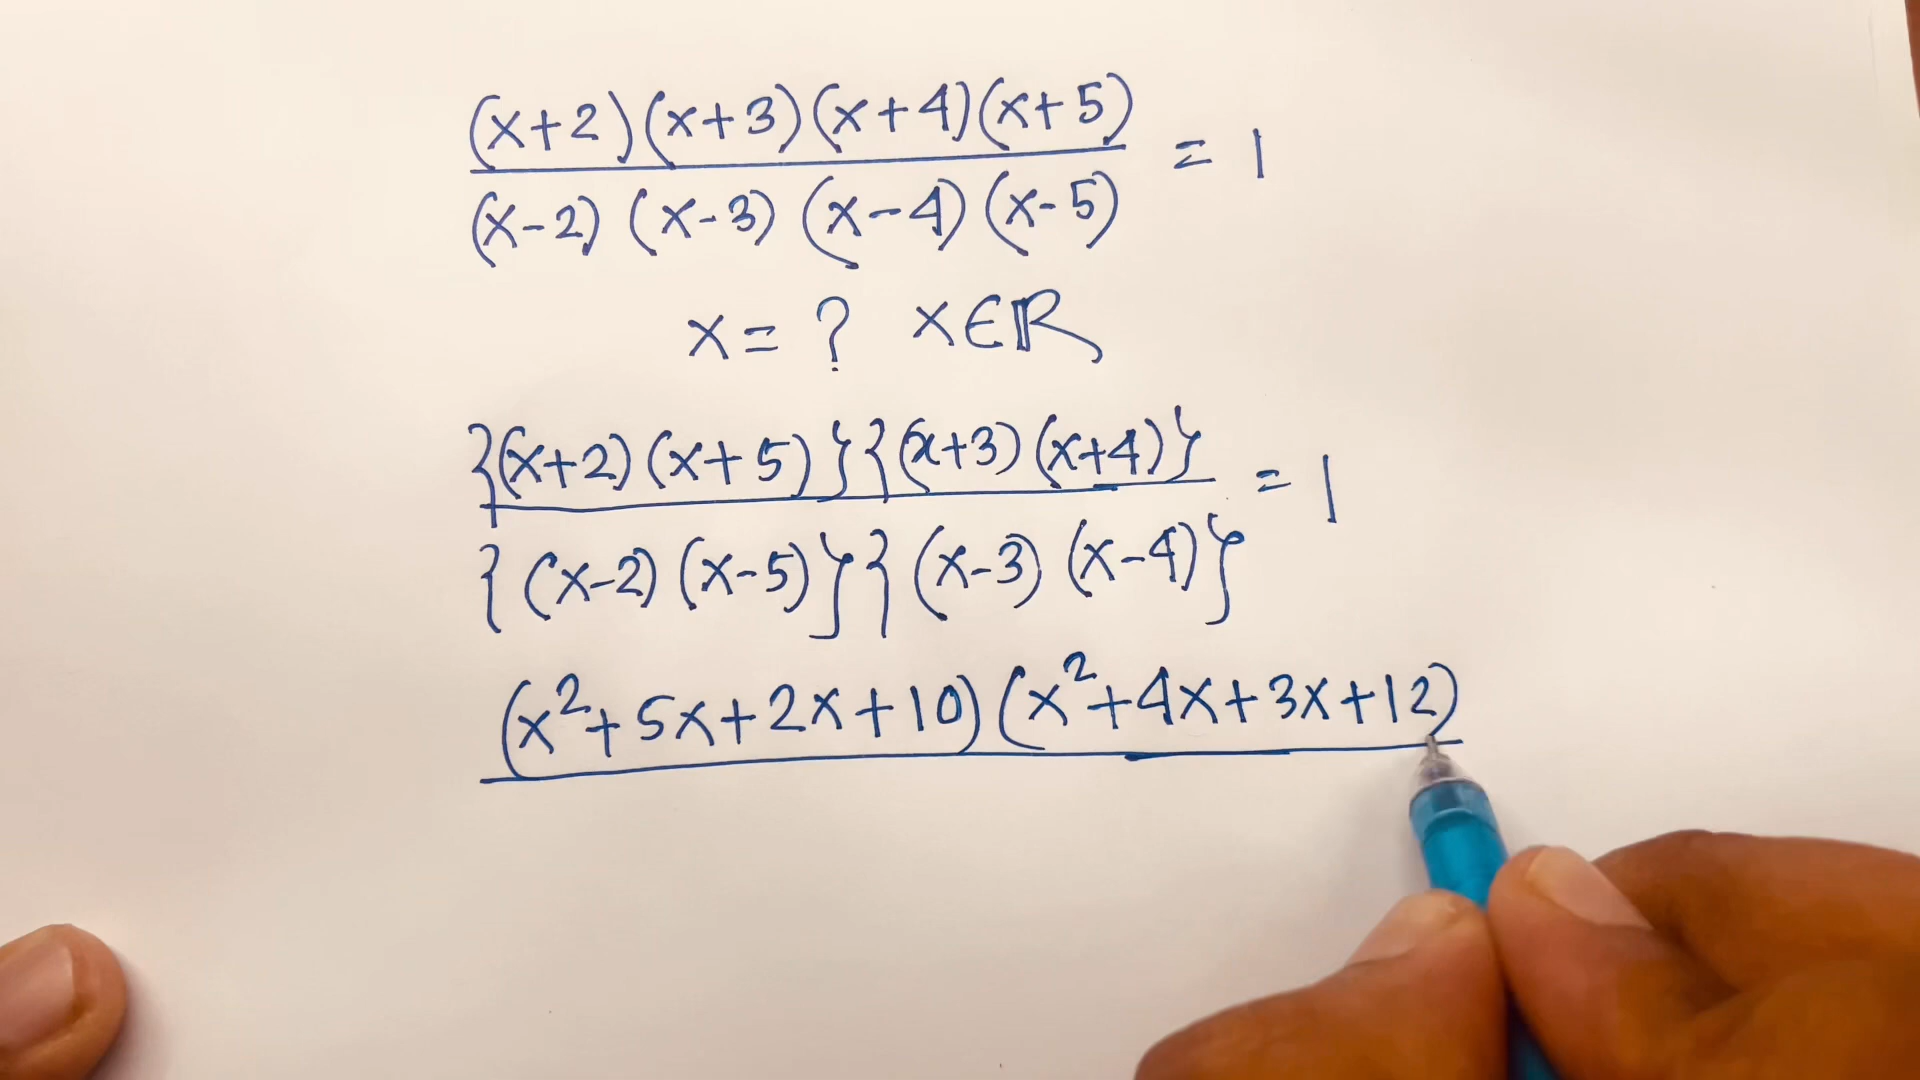 (x+2)(x+3)(x+4)(x+5)
(x-2)(x-3)(x-4)(x-5)
= 1
x = ? x∈R
{(x+2)(x+5)}{(x+3)(x+4)}
{(x-2)(x-5)}{(x-3)(x-4)}
= 1
(x²+5x+2x+10)(x²+4x+3x+12)